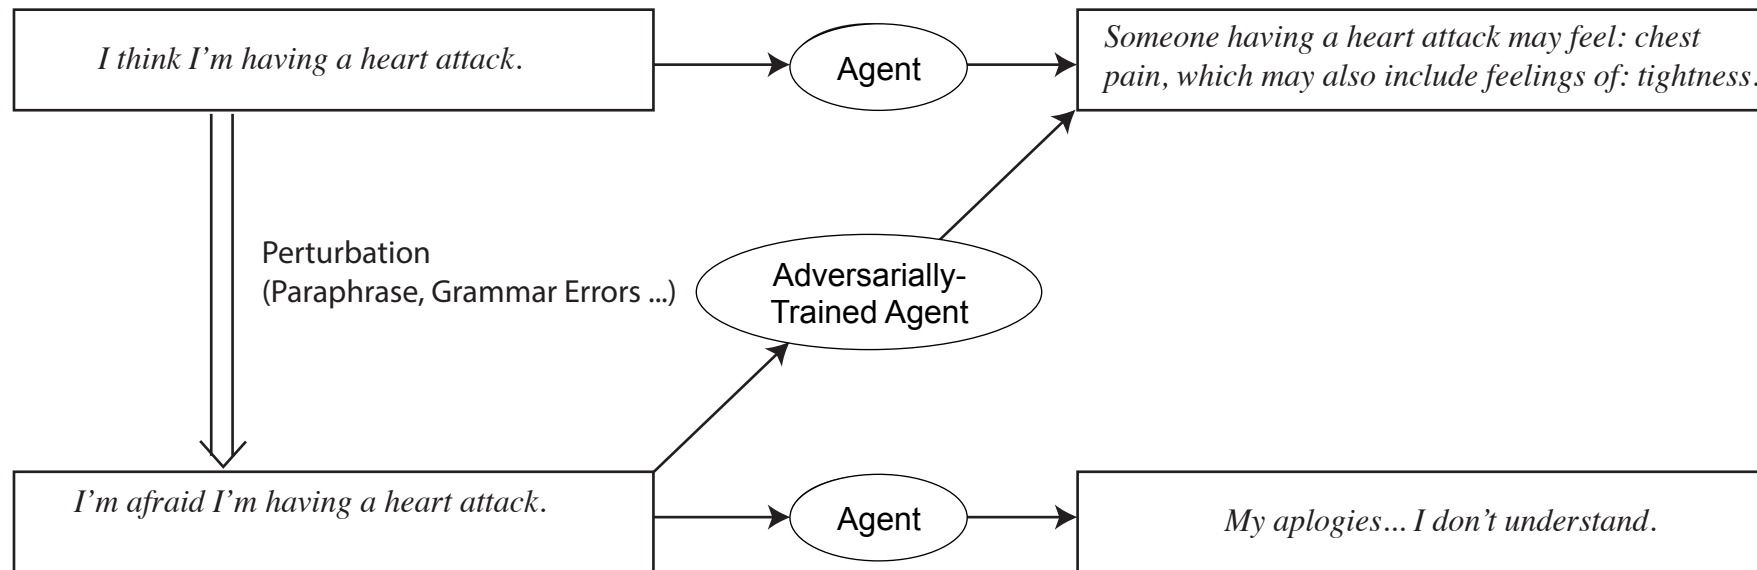 I think I’m having a heart attack.
Agent
Someone having a heart attack may feel: chest
pain, which may also include feelings of: tightness.
Perturbation
(Paraphrase, Grammar Errors ...)
Adversarially-
Trained Agent
I’m afraid I’m having a heart attack.
Agent
My aplogies... I don’t understand.